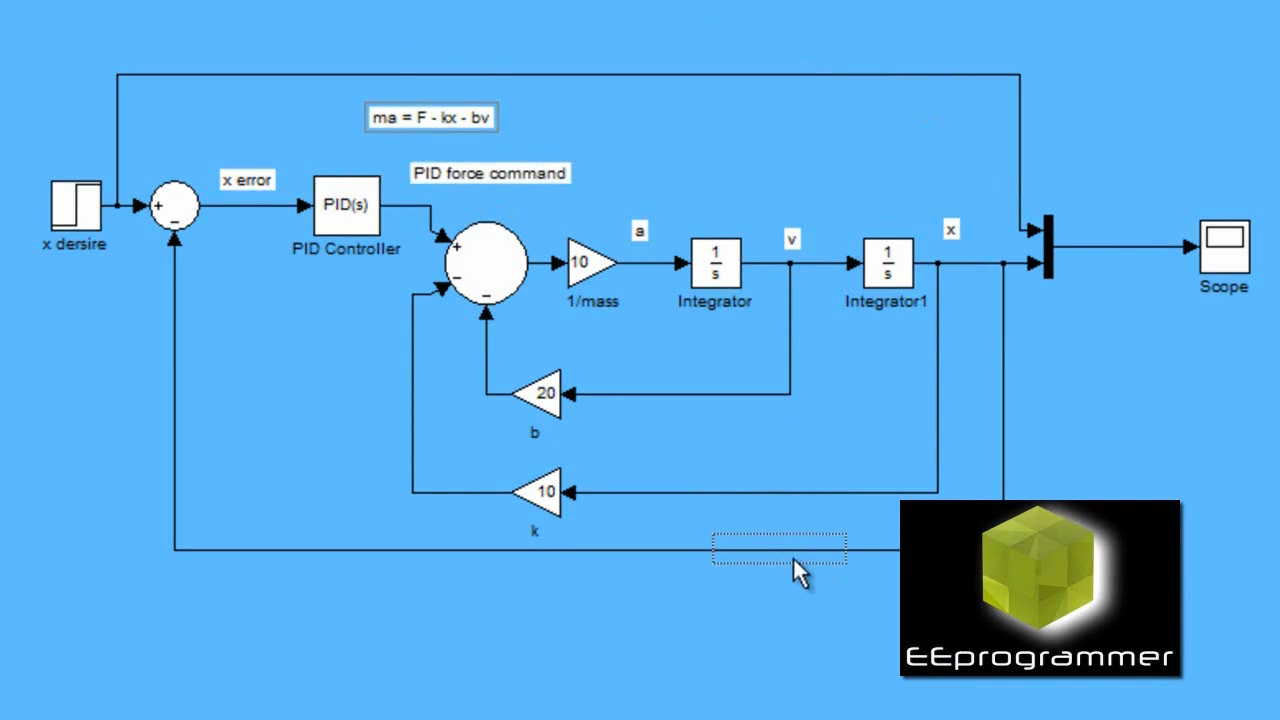 ma = F - kx - bv
PID force command
x error
PID(s)
PID Controller
x dersire
+
−
+
−
−
10
1/mass
a
1
s
Integrator
v
1
s
Integrator1
x
Scope
20
b
10
k
EEprogrammer